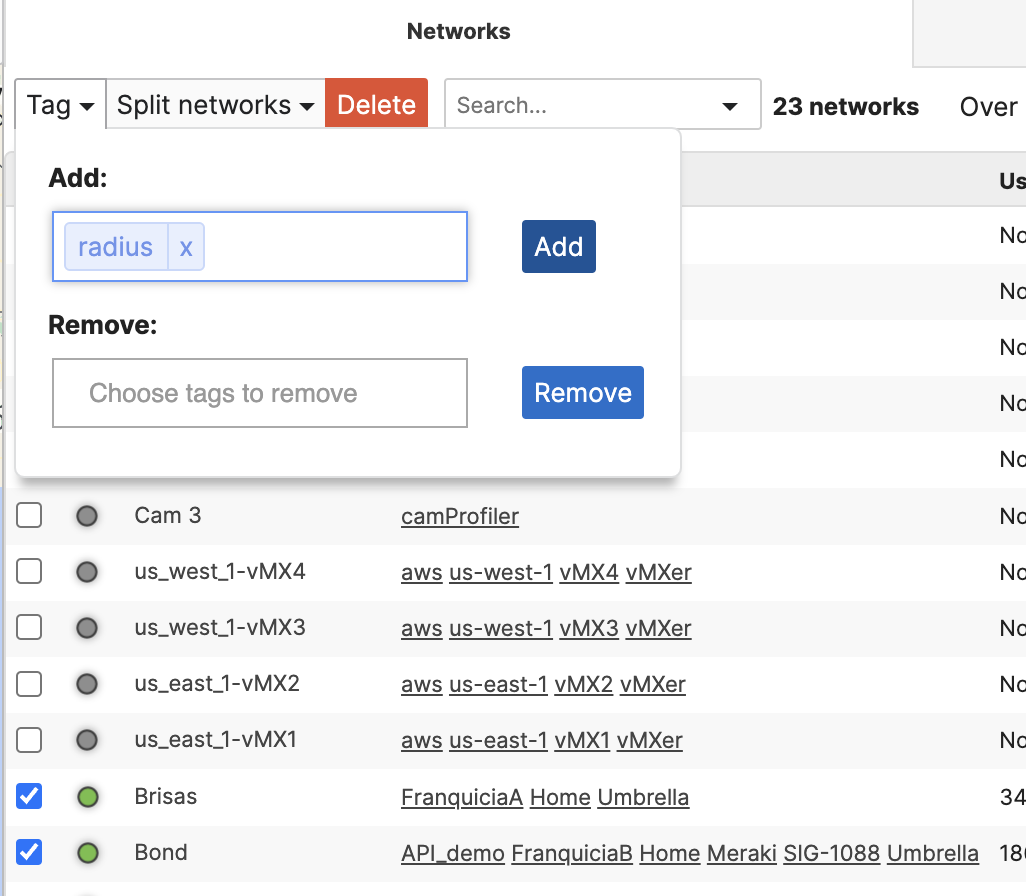 Networks
Tag Split networks Delete Search... 23 networks Over
Add:
Us
radius x Add
No
No
Remove:
No
Choose tags to remove Remove
No
No
Cam 3 camProfiler No
us_west_1-vMX4 aws us-west-1 vMX4 vMXer No
us_west_1-vMX3 aws us-west-1 vMX3 vMXer No
us_east_1-vMX2 aws us-east-1 vMX2 vMXer No
us_east_1-vMX1 aws us-east-1 vMX1 vMXer No
Brisas FranquiciaA Home Umbrella 34
Bond API_demo FranquiciaB Home Meraki SIG-1088 Umbrella 18